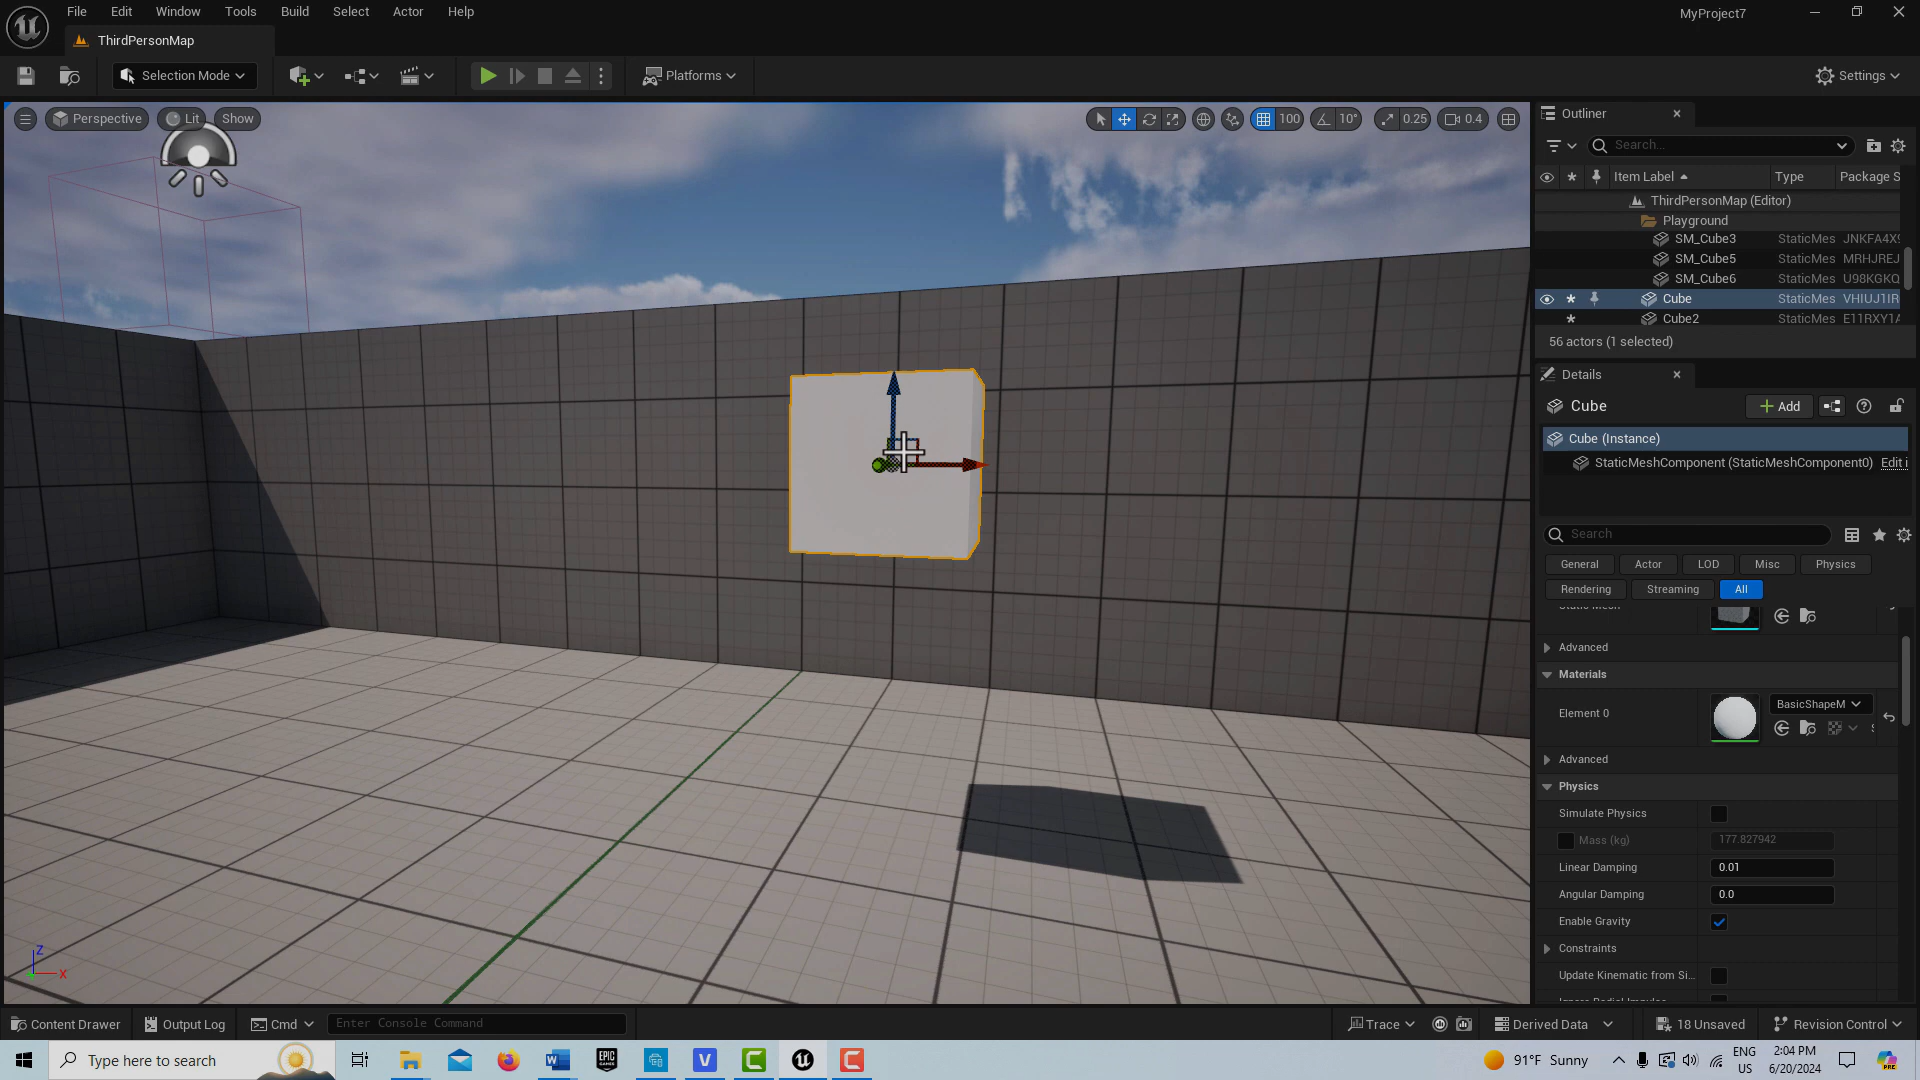 File Edit Window Tools Build Select Actor Help
MyProject7
ThirdPersonMap
Selection Mode
Platforms
Settings
Perspective Lit Show
100 10° 0.25 0.4
Outliner
Search...
Item Label Type Package S
ThirdPersonMap (Editor)
Playground
SM_Cube3 StaticMes JNKFA4X9
SM_Cube5 StaticMes MRHJREJ
SM_Cube6 StaticMes U98KGKQ
Cube StaticMes VHIUJ1IR
Cube2 StaticMes E11RXY1A
56 actors (1 selected)
Details
Cube
Add
Cube (Instance)
StaticMeshComponent (StaticMeshComponent0) Edit i
Search
General Actor LOD Misc Physics
Rendering Streaming All
Static Mesh
Advanced
Materials
Element 0
BasicShapeM
Advanced
Physics
Simulate Physics
Mass (kg) 177.827942
Linear Damping 0.01
Angular Damping 0.0
Enable Gravity
Constraints
Update Kinematic from Si...
Z
X
Content Drawer Output Log Cmd Enter Console Command
Trace Derived Data 18 Unsaved Revision Control
Type here to search
EPIC
GAMES
91°F Sunny
ENG
US
2:04 PM
6/20/2024
PRE